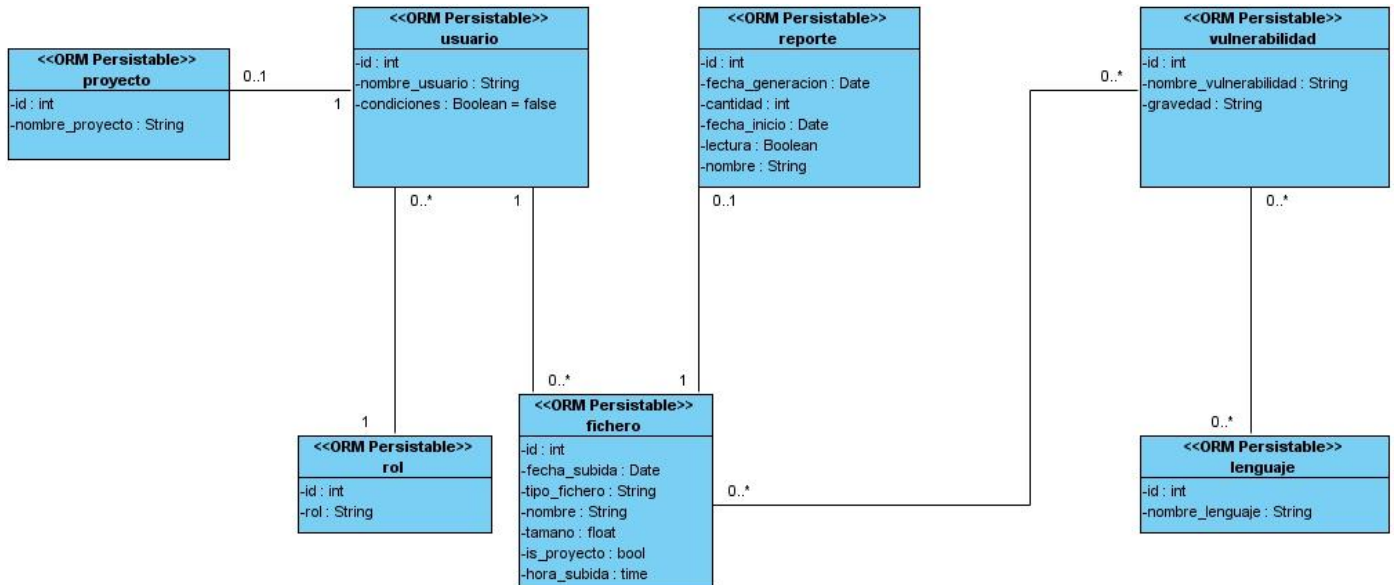 <<ORM Persistable>>
proyecto
-id : int
-nombre_proyecto : String
0..1
1
<<ORM Persistable>>
usuario
-id : int
-nombre_usuario : String
-condiciones : Boolean = false
0..*
1
<<ORM Persistable>>
reporte
-id : int
-fecha_generacion : Date
-cantidad : int
-fecha_inicio : Date
-lectura : Boolean
-nombre : String
0..1
0..*
<<ORM Persistable>>
vulnerabilidad
-id : int
-nombre_vulnerabilidad : String
-gravedad : String
0..*
1
<<ORM Persistable>>
rol
-id : int
-rol : String
0..*
1
<<ORM Persistable>>
fichero
-id : int
-fecha_subida : Date
-tipo_fichero : String
-nombre : String
-tamano : float
-is_proyecto : bool
-hora_subida : time
0..*
0..*
<<ORM Persistable>>
lenguaje
-id : int
-nombre_lenguaje : String